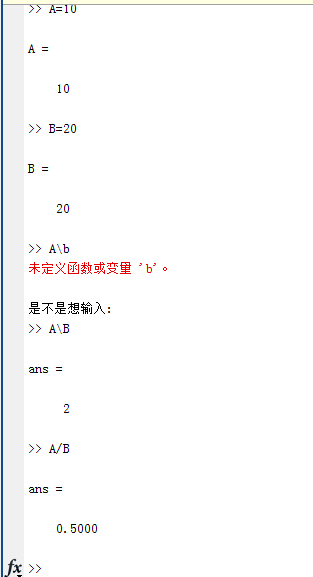 >> A=10
A =
10
>> B=20
B =
20
>> A\b
未定义函数或变量 'b'。
是不是想输入:
>> A\B
ans =
2
>> A/B
ans =
0.5000
fx >>